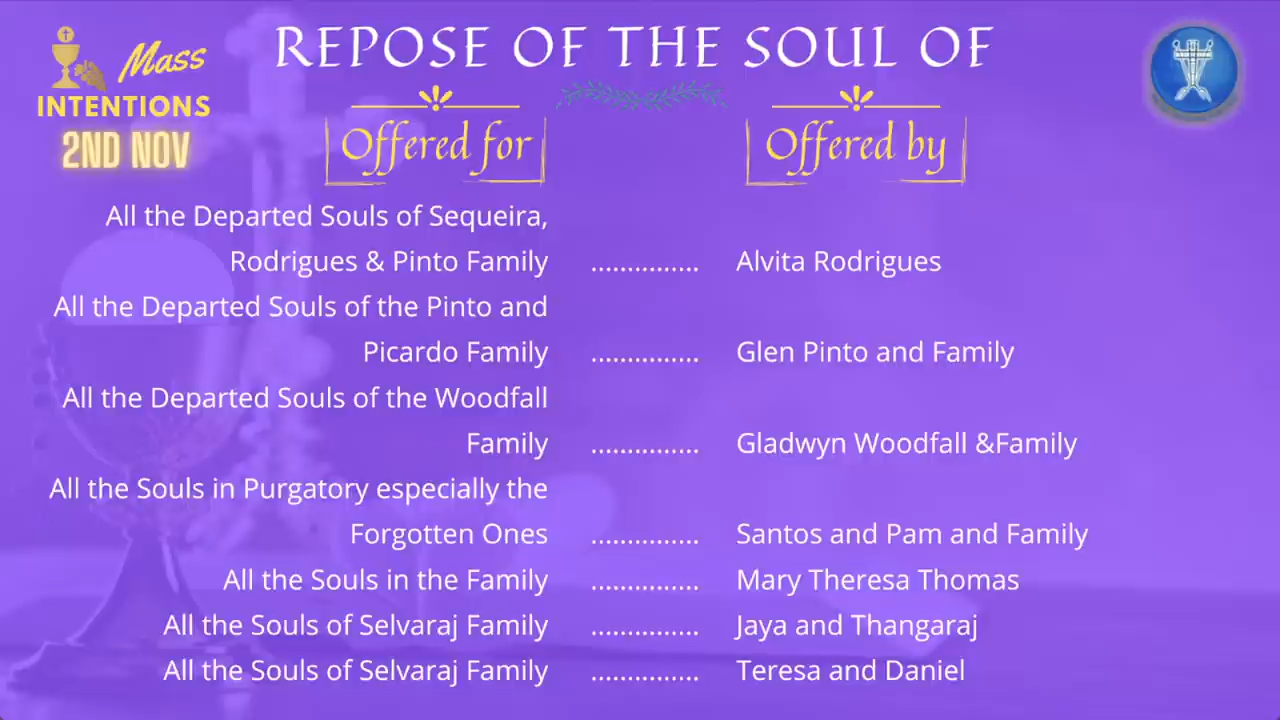 Mass
INTENTIONS
2ND NOV
REPOSE OF THE SOUL OF
Offered for
Offered by
All the Departed Souls of Sequeira,
Rodrigues & Pinto Family ............... Alvita Rodrigues
All the Departed Souls of the Pinto and
Picardo Family ............... Glen Pinto and Family
All the Departed Souls of the Woodfall
Family ............... Gladwyn Woodfall &Family
All the Souls in Purgatory especially the
Forgotten Ones ............... Santos and Pam and Family
All the Souls in the Family ............... Mary Theresa Thomas
All the Souls of Selvaraj Family ............... Jaya and Thangaraj
All the Souls of Selvaraj Family ............... Teresa and Daniel